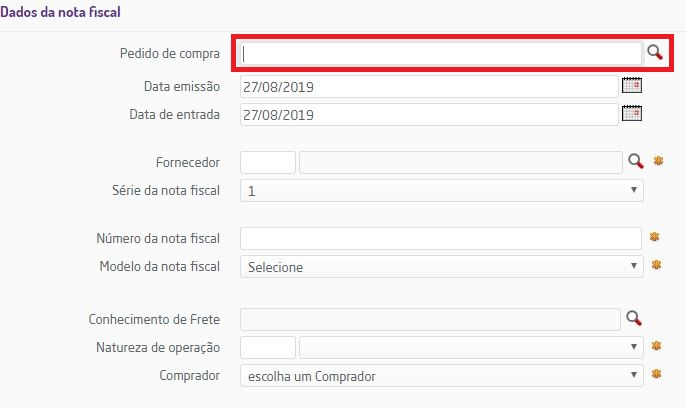 Dados da nota fiscal
Pedido de compra
Data emissão 27/08/2019
Data de entrada 27/08/2019
Fornecedor
Série da nota fiscal 1
Número da nota fiscal
Modelo da nota fiscal Selecione
Conhecimento de Frete
Natureza de operação
Comprador escolha um Comprador